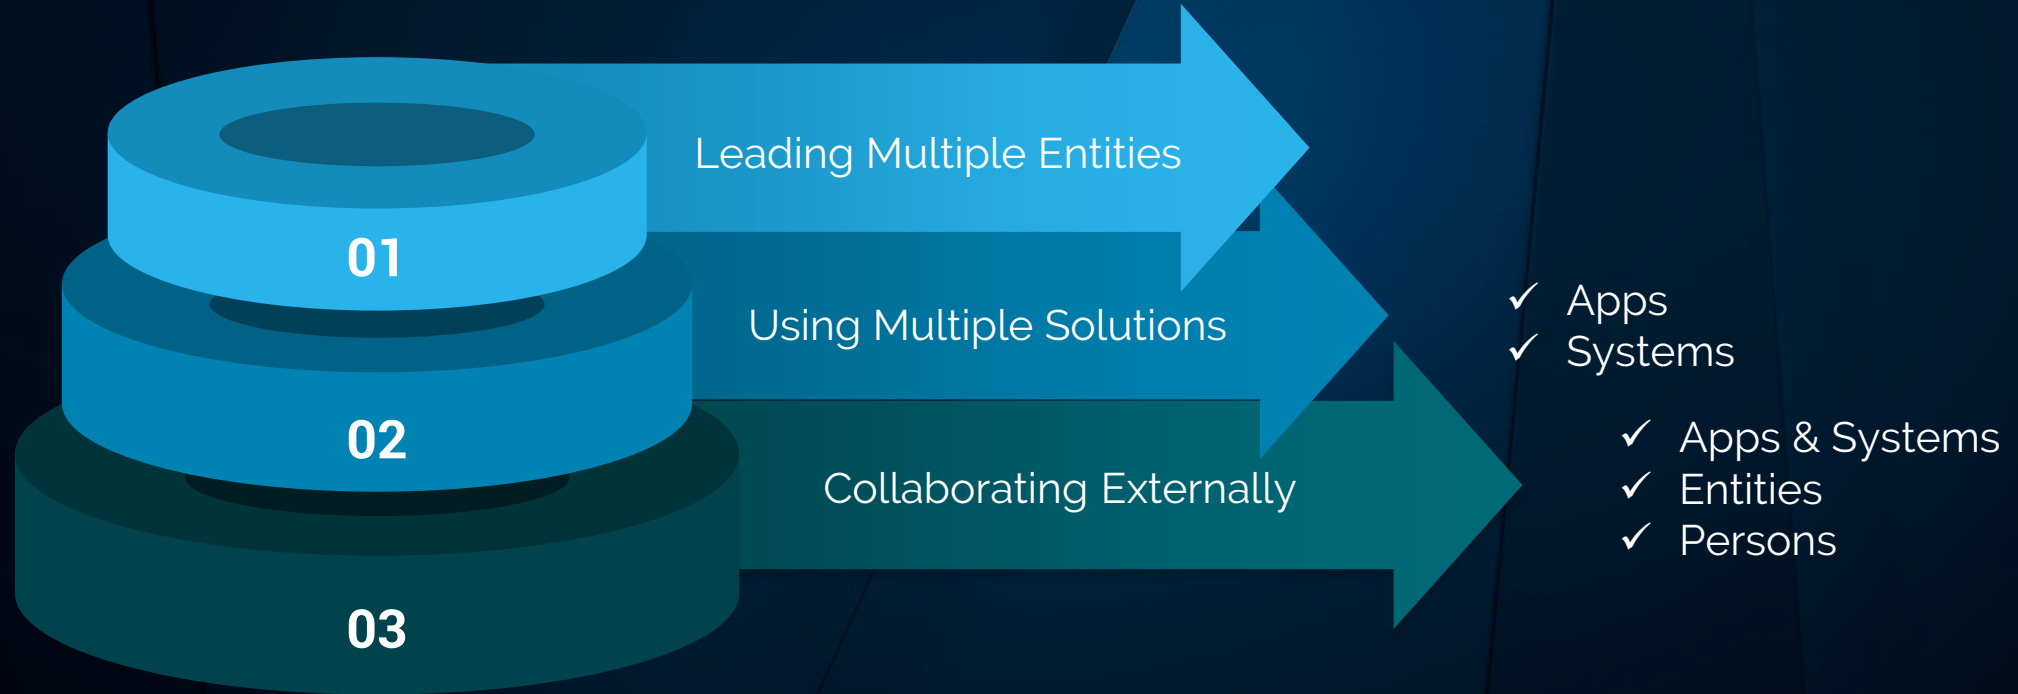 Leading Multiple Entities
01
Using Multiple Solutions
✓ Apps
✓ Systems
02
Collaborating Externally
✓ Apps & Systems
✓ Entities
✓ Persons
03